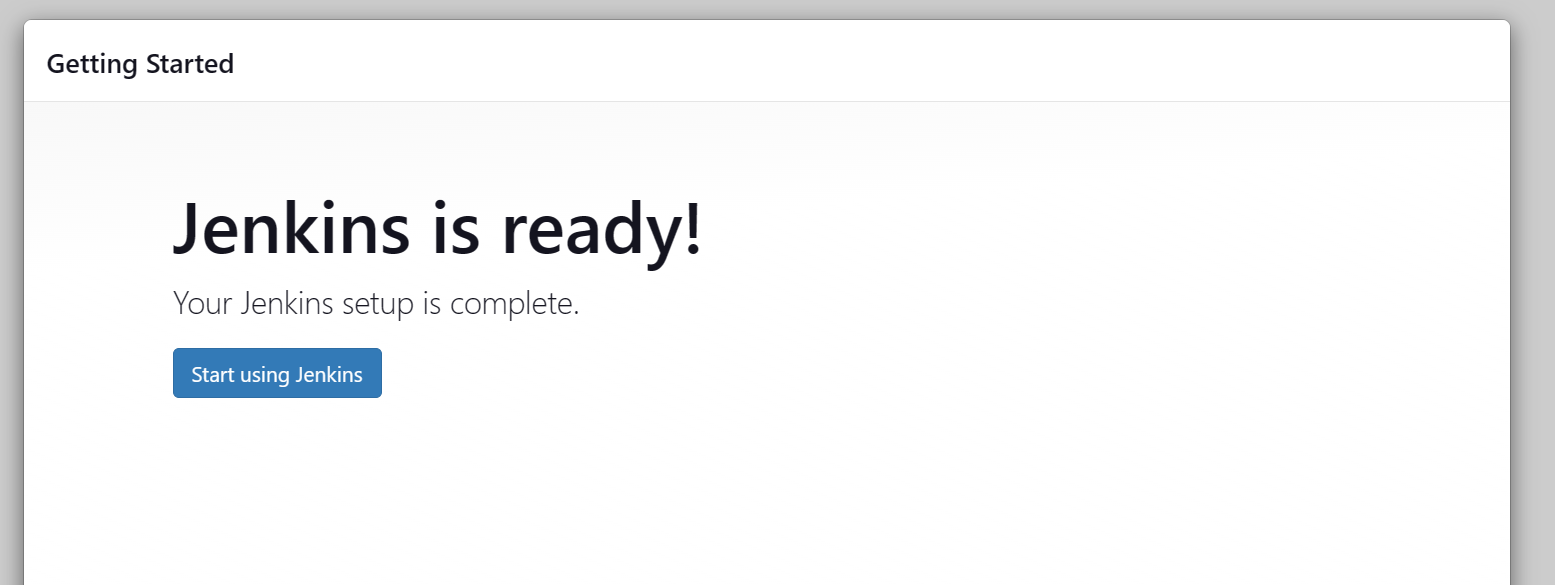 Getting Started
Jenkins is ready!
Your Jenkins setup is complete.
Start using Jenkins